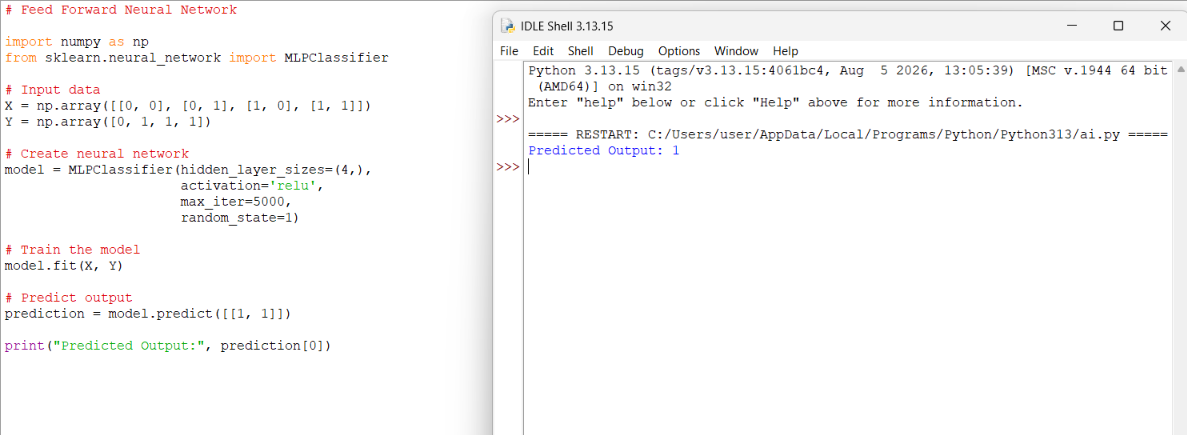 # Feed Forward Neural Network
import numpy as np
from sklearn.neural_network import MLPClassifier
# Input data
X = np.array([[0, 0], [0, 1], [1, 0], [1, 1]])
Y = np.array([0, 1, 1, 1])
# Create neural network
model = MLPClassifier(hidden_layer_sizes=(4,),
activation='relu',
max_iter=5000,
random_state=1)
# Train the model
model.fit(X, Y)
# Predict output
prediction = model.predict([[1, 1]])
print("Predicted Output:", prediction[0])
IDLE Shell 3.13.15
File Edit Shell Debug Options Window Help
Python 3.13.15 (tags/v3.13.15:4061bc4, Aug  5 2026, 13:05:39) [MSC v.1944 64 bit
(AMD64)] on win32
Enter "help" below or click "Help" above for more information.
>>>
===== RESTART: C:/Users/user/AppData/Local/Programs/Python/Python313/ai.py =====
Predicted Output: 1
>>>